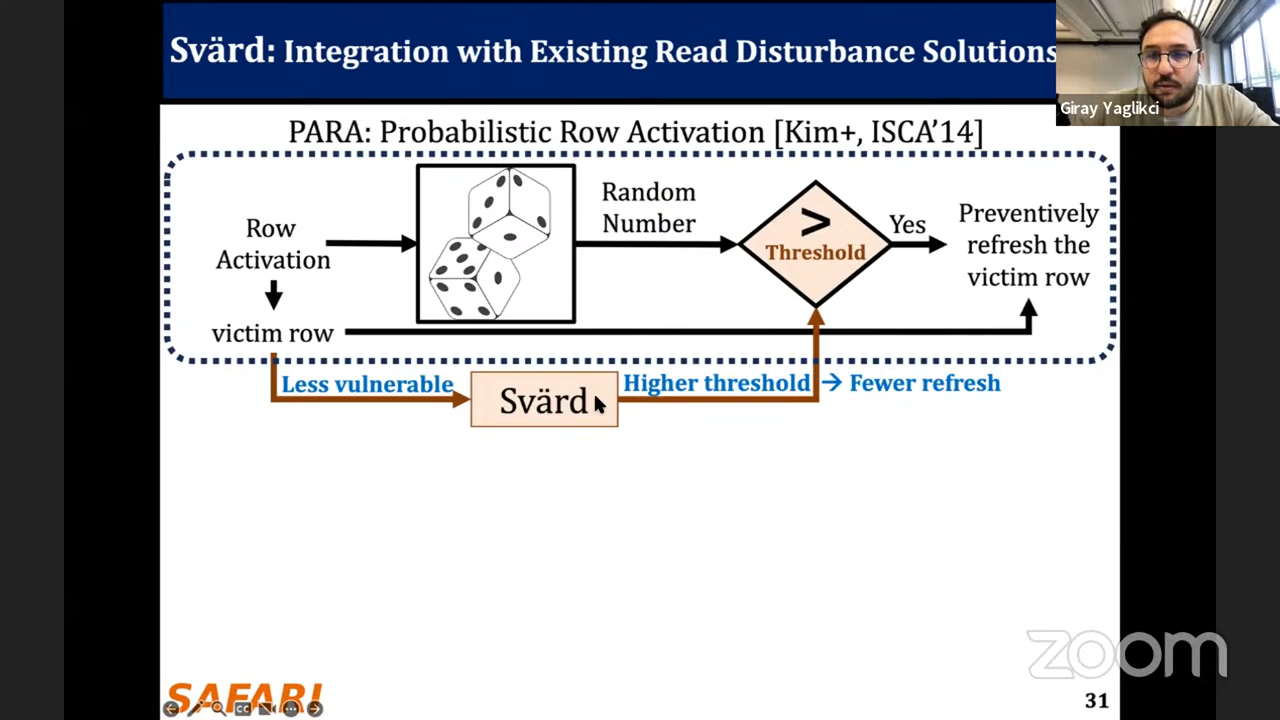 Svärd: Integration with Existing Read Disturbance Solutions
Giray Yaglikci
PARA: Probabilistic Row Activation [Kim+, ISCA'14]
Row
Activation
Random
Number
>
Threshold
Yes
Preventively
refresh the
victim row
victim row
Less vulnerable
Svärd
Higher threshold → Fewer refresh
zoom
SAFARI
31